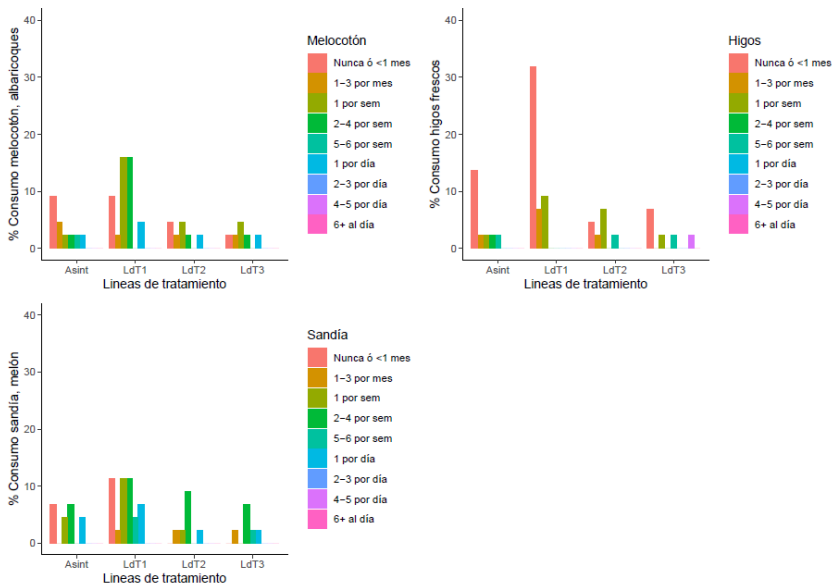 % Consumo melocotón, albaricoques
40
30
20
10
0
Asint LdT1 LdT2 LdT3
Lineas de tratamiento
Melocotón
Nunca ó <1 mes
1−3 por mes
1 por sem
2−4 por sem
5−6 por sem
1 por día
2−3 por día
4−5 por día
6+ al día
% Consumo higos frescos
40
30
20
10
0
Asint LdT1 LdT2 LdT3
Lineas de tratamiento
Higos
Nunca ó <1 mes
1−3 por mes
1 por sem
2−4 por sem
5−6 por sem
1 por día
2−3 por día
4−5 por día
6+ al día
% Consumo sandía, melón
40
30
20
10
0
Asint LdT1 LdT2 LdT3
Lineas de tratamiento
Sandía
Nunca ó <1 mes
1−3 por mes
1 por sem
2−4 por sem
5−6 por sem
1 por día
2−3 por día
4−5 por día
6+ al día